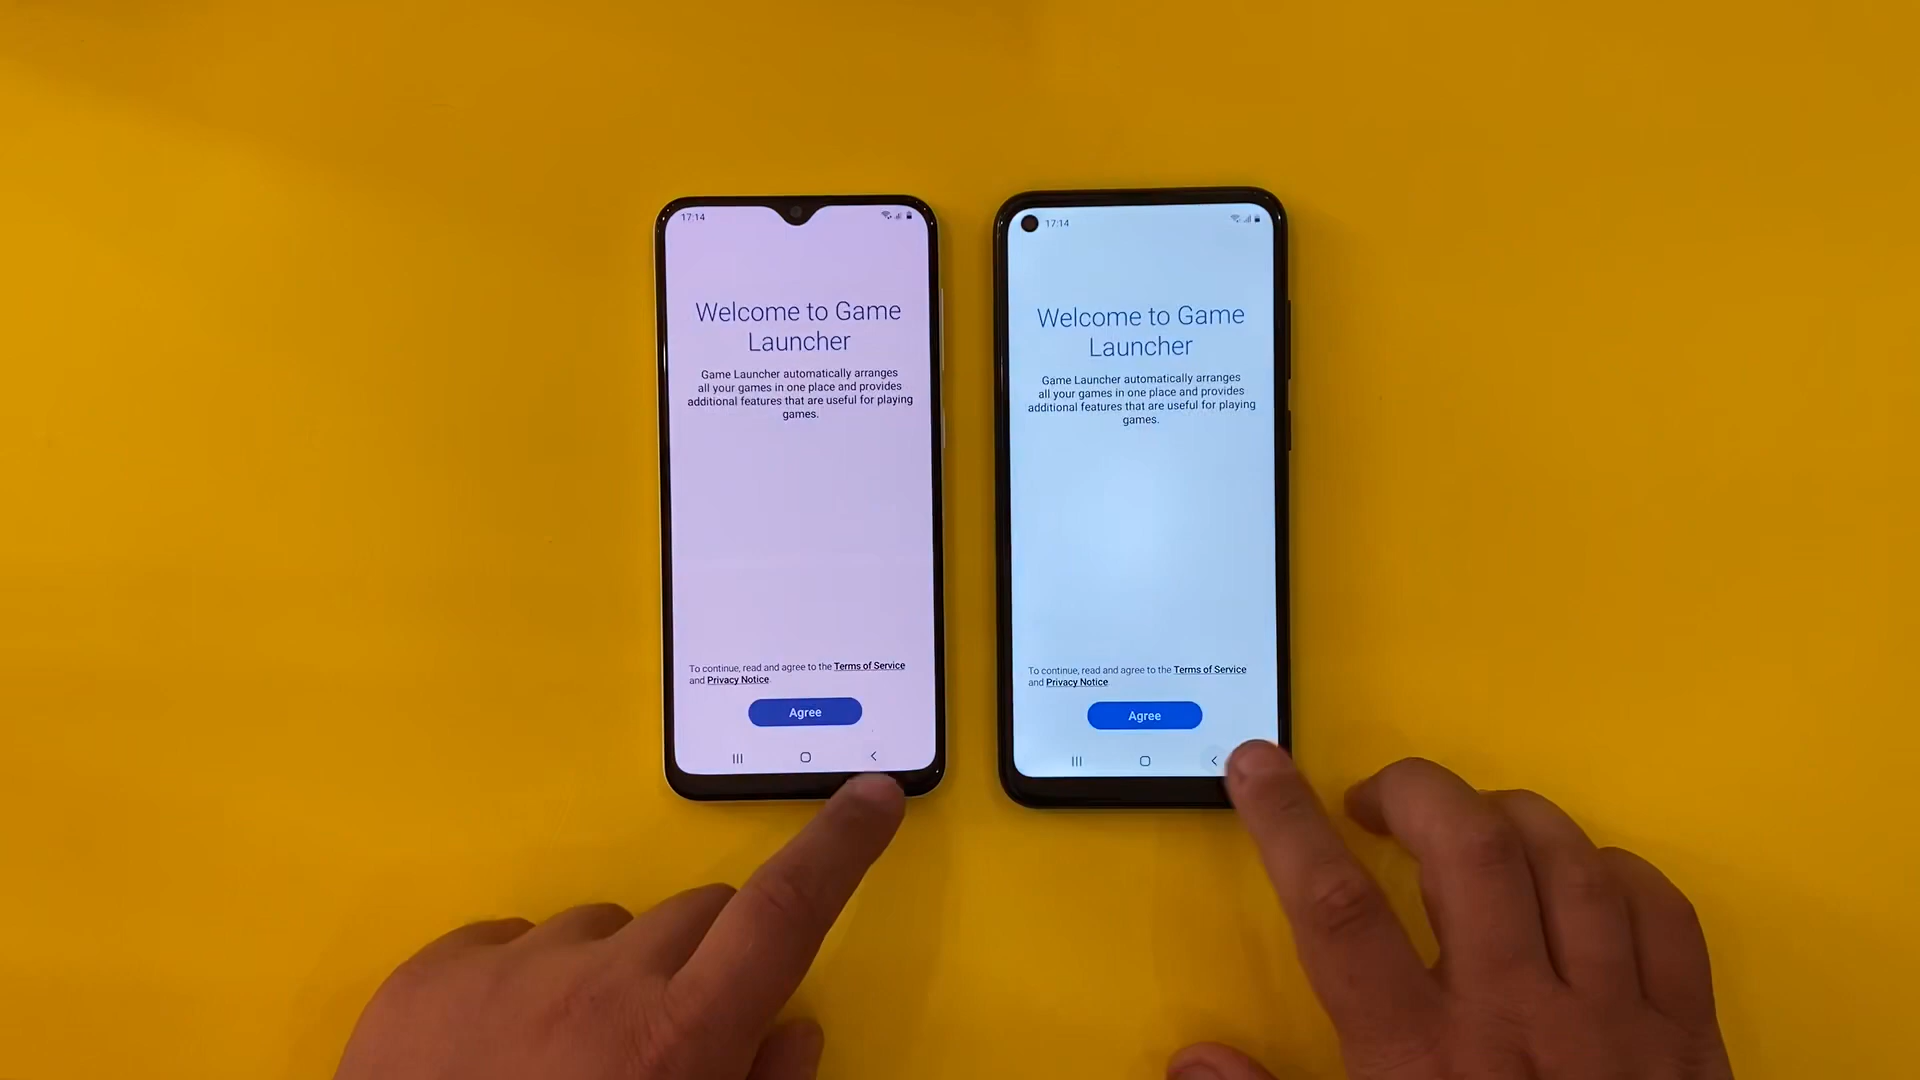 17:14
Welcome to Game
Launcher
Game Launcher automatically arranges
all your games in one place and provides
additional features that are useful for playing
games.
To continue, read and agree to the Terms of Service
and Privacy Notice
Agree
17:14
Welcome to Game
Launcher
Game Launcher automatically arranges
all your games in one place and provides
additional features that are useful for playing
games.
To continue, read and agree to the Terms of Service
and Privacy Notice
Agree